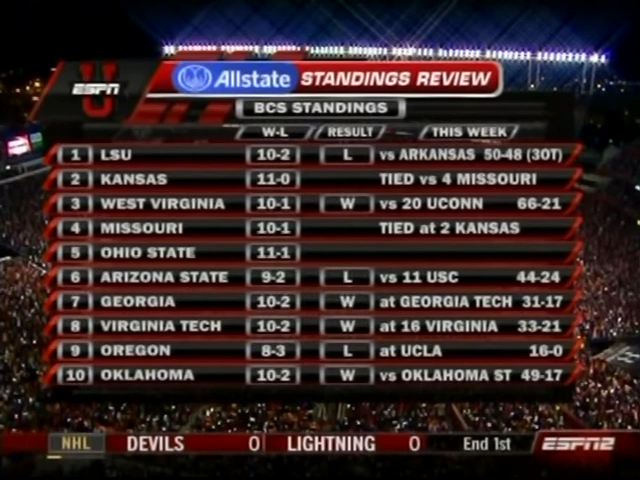 ESPN U
Allstate STANDINGS REVIEW
BCS STANDINGS
W-L RESULT THIS WEEK
1 LSU 10-2 L vs ARKANSAS 50-48 (3OT)
2 KANSAS 11-0 TIED vs 4 MISSOURI
3 WEST VIRGINIA 10-1 W vs 20 UCONN 66-21
4 MISSOURI 10-1 TIED at 2 KANSAS
5 OHIO STATE 11-1
6 ARIZONA STATE 9-2 L vs 11 USC 44-24
7 GEORGIA 10-2 W at GEORGIA TECH 31-17
8 VIRGINIA TECH 10-2 W at 16 VIRGINIA 33-21
9 OREGON 8-3 L at UCLA 16-0
10 OKLAHOMA 10-2 W vs OKLAHOMA ST 49-17
NHL DEVILS 0 LIGHTNING 0 End 1st ESPN2